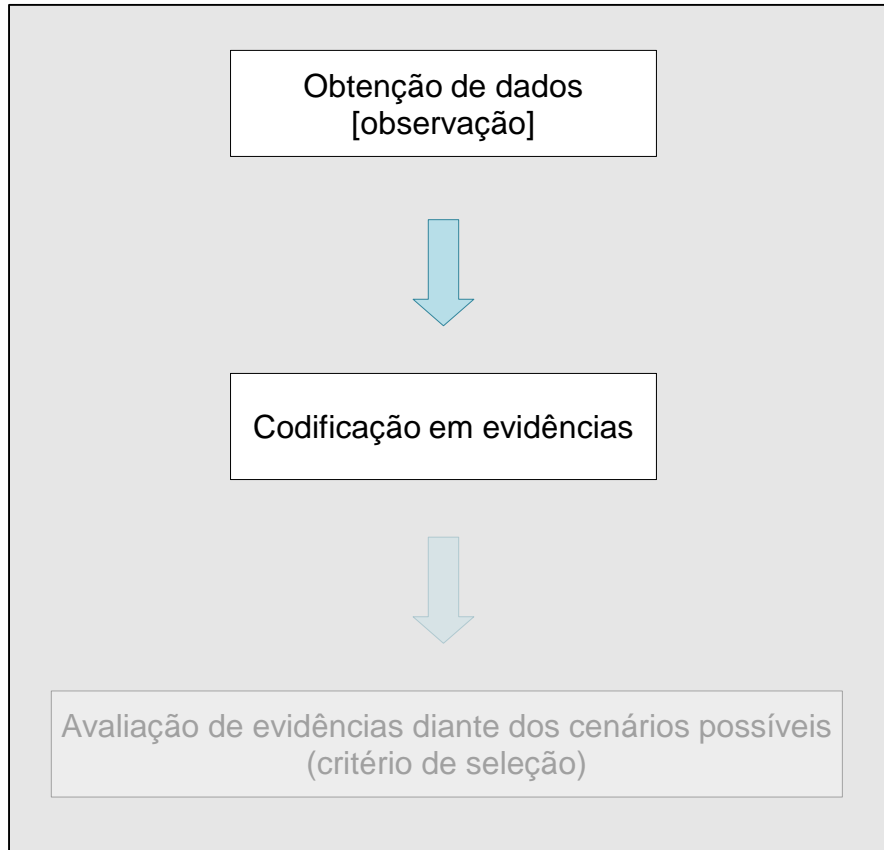 Obtenção de dados
[observação]
Codificação em evidências
Avaliação de evidências diante dos cenários possíveis
(critério de seleção)